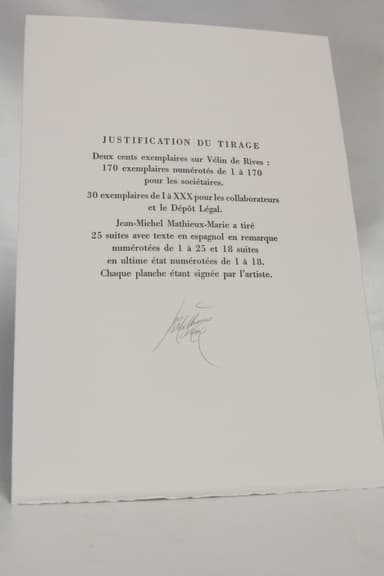 JUSTIFICATION DU TIRAGE
Deux cents exemplaires sur Vélin de Rives :
170 exemplaires numérotés de 1 à 170
pour les sociétaires.
30 exemplaires de I à XXX pour les collaborateurs
et le Dépôt Légal.
Jean-Michel Mathieux-Marie a tiré
25 suites avec texte en espagnol en remarque
numérotées de 1 à 25 et 18 suites
en ultime état numérotées de 1 à 18.
Chaque planche étant signée par l'artiste.